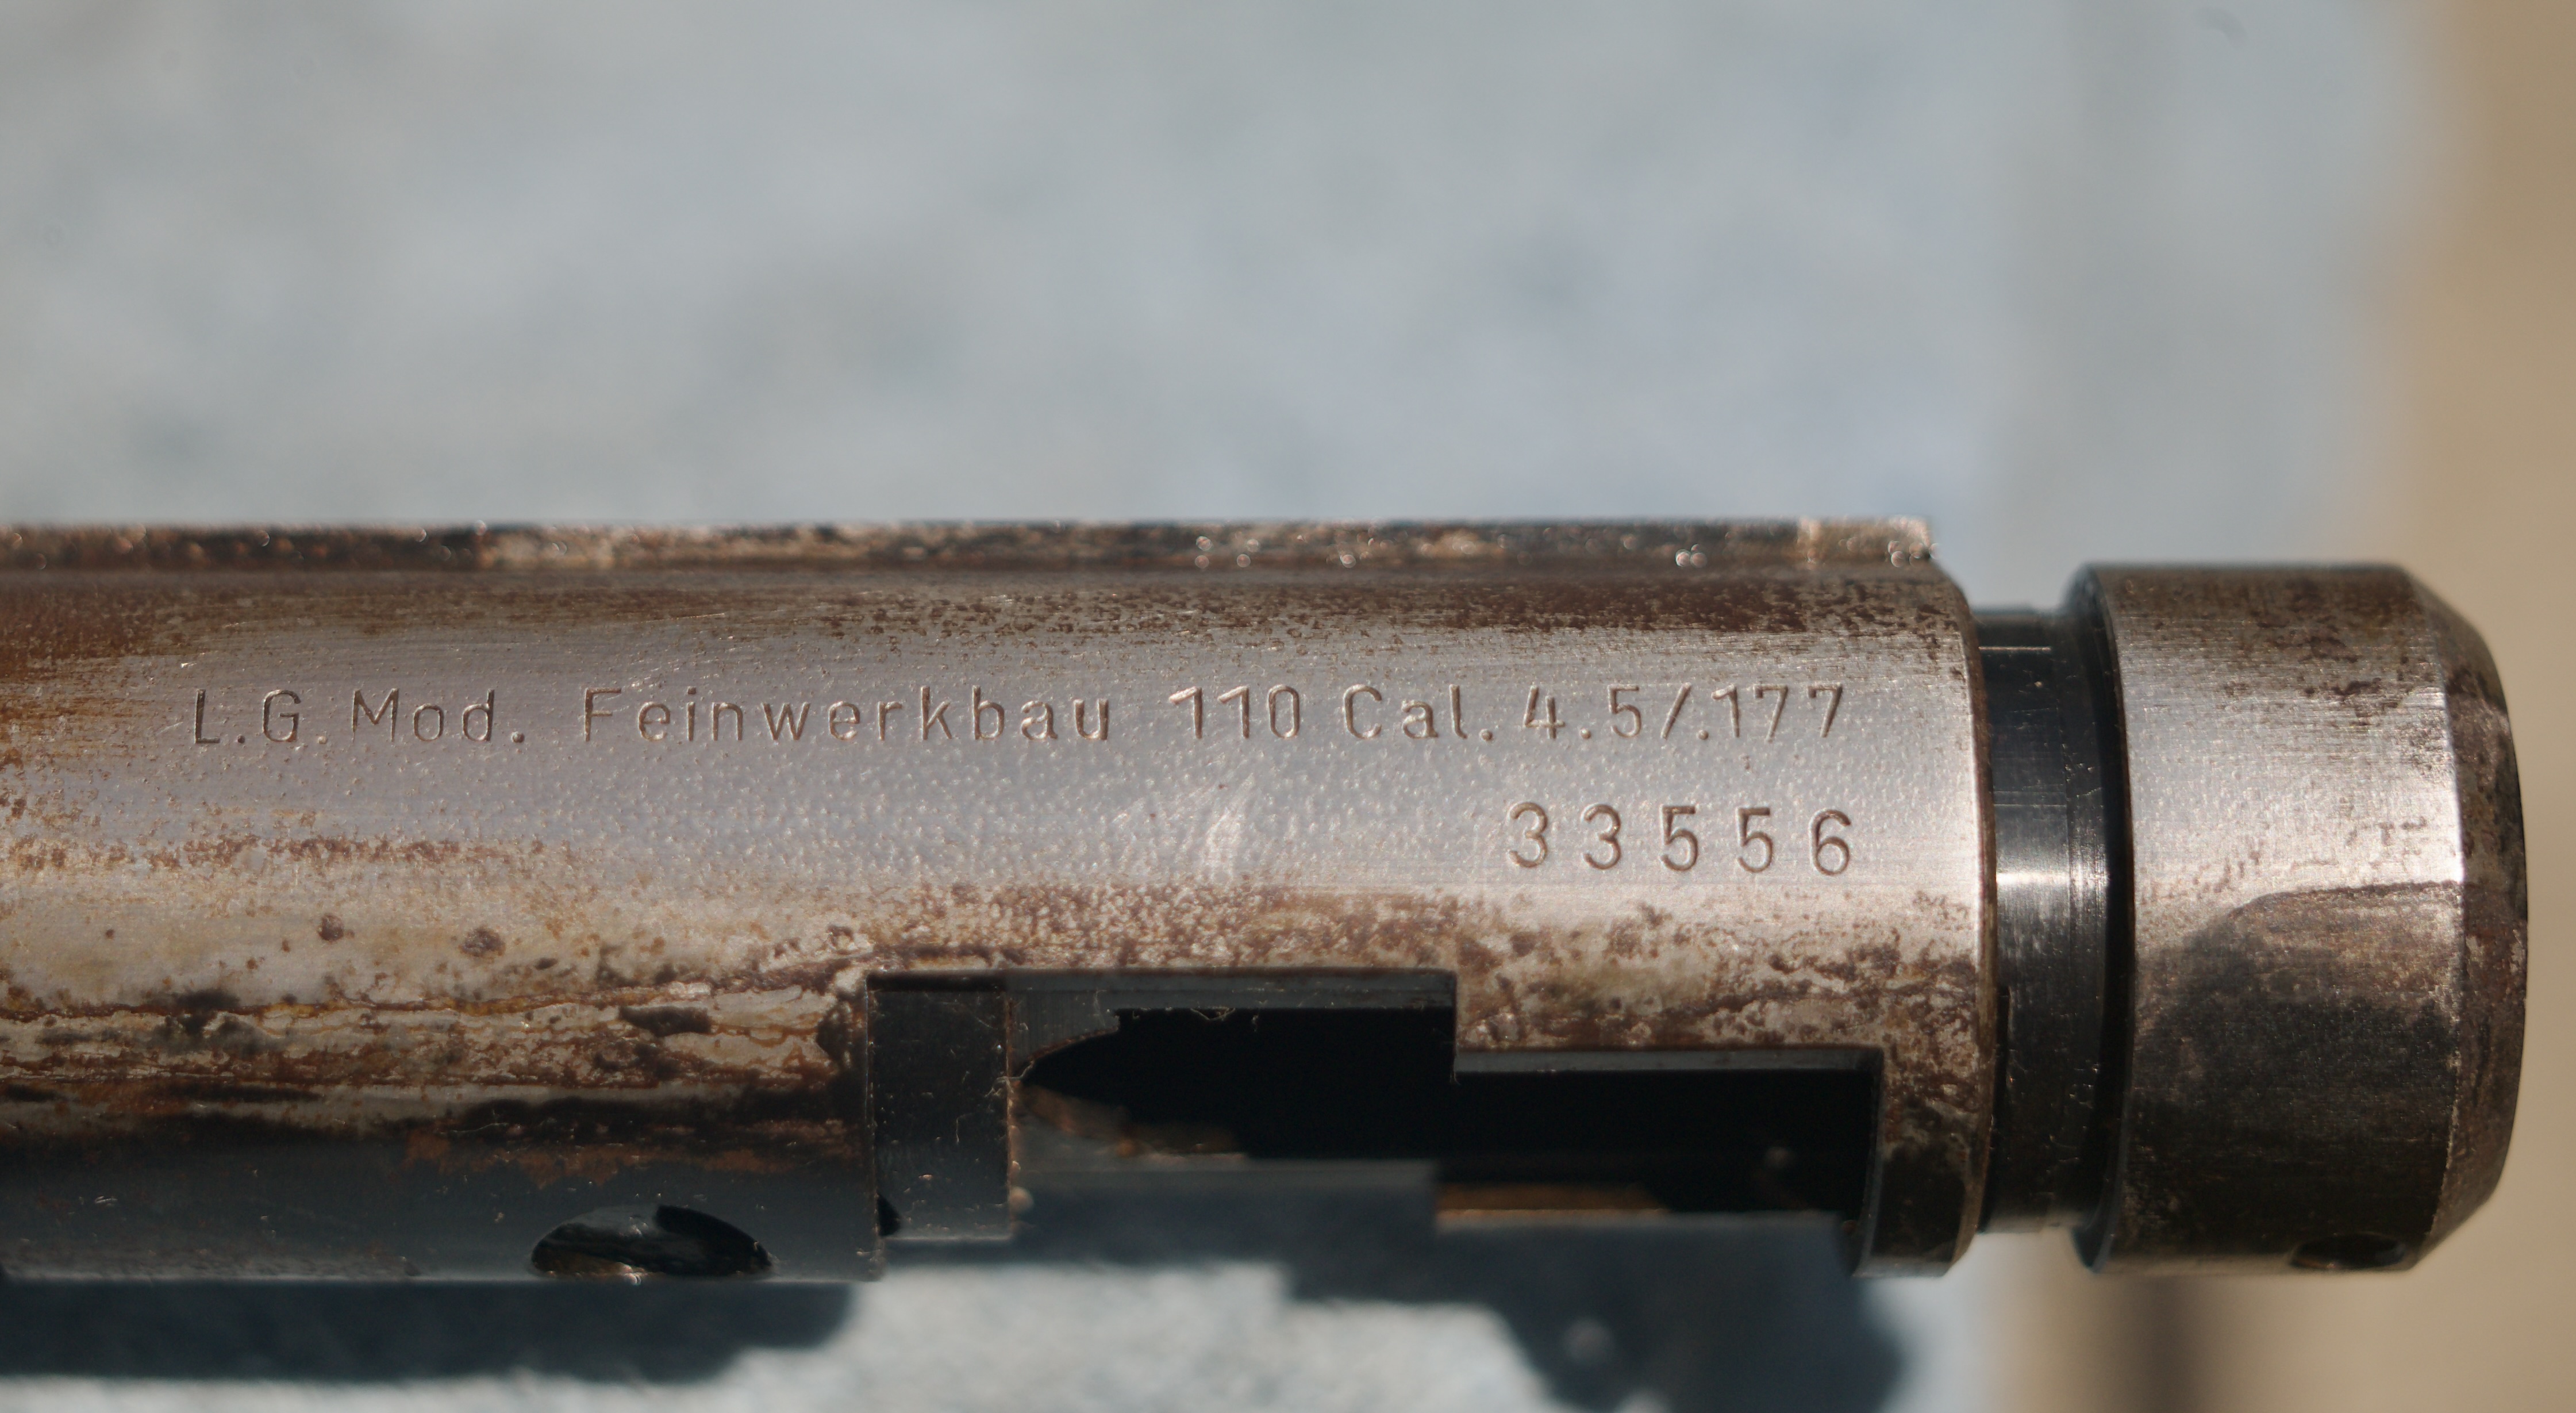 L.G. Mod. Feinwerkbau 110 Cal. 4.5/.177
33556